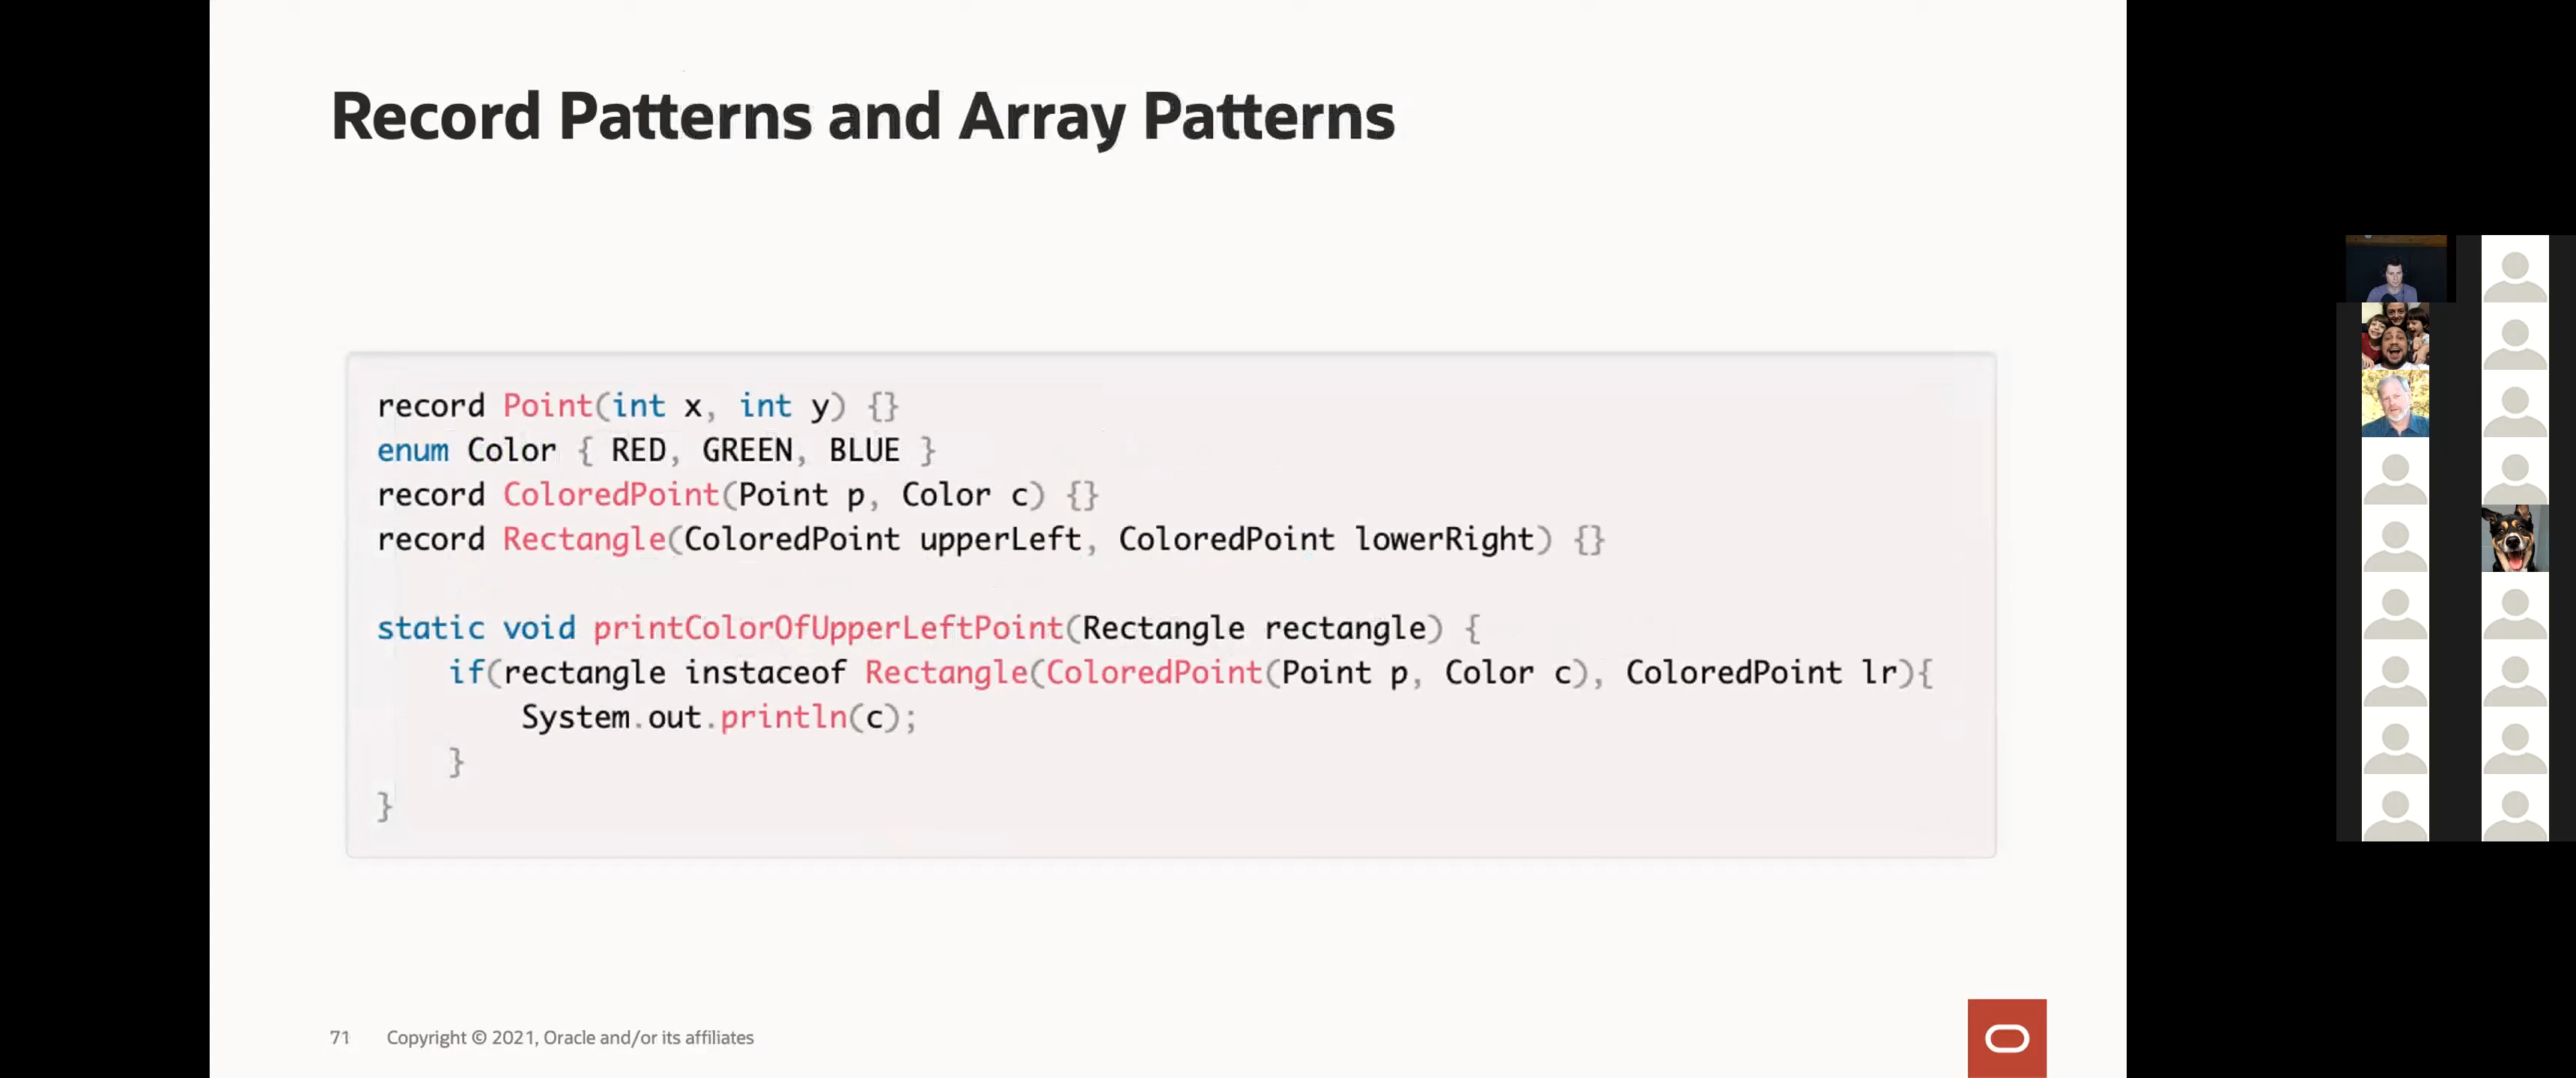 Record Patterns and Array Patterns
record Point(int x, int y) {}
enum Color { RED, GREEN, BLUE }
record ColoredPoint(Point p, Color c) {}
record Rectangle(ColoredPoint upperLeft, ColoredPoint lowerRight) {}
static void printColorOfUpperLeftPoint(Rectangle rectangle) {
if(rectangle instaceof Rectangle(ColoredPoint(Point p, Color c), ColoredPoint lr){
System.out.println(c);
}
}
71 Copyright © 2021, Oracle and/or its affiliates